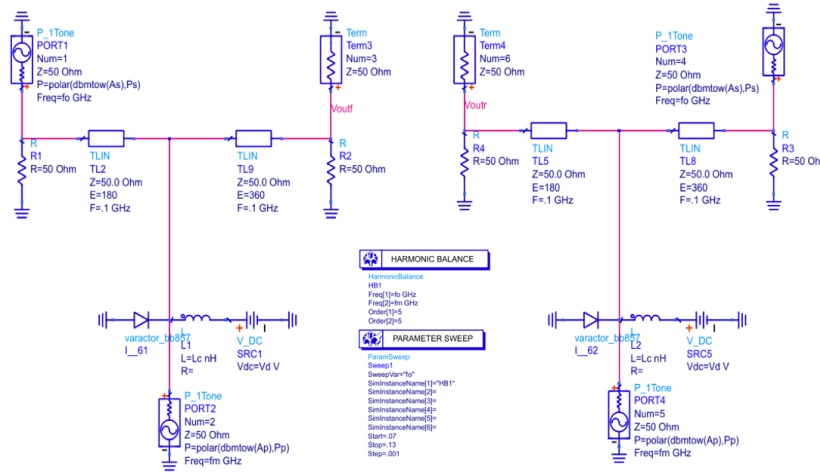 P_1Tone
PORT1
Num=1
Z=50 Ohm
P=polar(dbmtow(As),Ps)
Freq=fo GHz
Term
Term3
Num=3
Z=50 Ohm
Voutf
Term
Term4
Num=6
Z=50 Ohm
Voutr
P_1Tone
PORT3
Num=4
Z=50 Ohm
P=polar(dbmtow(As),Ps)
Freq=fo GHz
R
R1
R=50 Ohm
TLIN
TL2
Z=50.0 Ohm
E=180
F=.1 GHz
TLIN
TL9
Z=50.0 Ohm
E=360
F=.1 GHz
R
R2
R=50 Ohm
R
R4
R=50 Ohm
TLIN
TL5
Z=50.0 Ohm
E=180
F=.1 GHz
TLIN
TL8
Z=50.0 Ohm
E=360
F=.1 GHz
R
R3
R=50 Oh
HARMONIC BALANCE
HarmonicBalance
HB1
Freq[1]=fo GHz
Freq[2]=fm GHz
Order[1]=5
Order[2]=5
PARAMETER SWEEP
ParamSweep
Sweep1
SweepVar="fo"
SimInstanceName[1]="HB1"
SimInstanceName[2]=
SimInstanceName[3]=
SimInstanceName[4]=
SimInstanceName[5]=
SimInstanceName[6]=
Start=.07
Stop=.13
Step=.001
varactor_bb857
I__61
L
L1
L=Lc nH
R=
V_DC
SRC1
Vdc=Vd V
P_1Tone
PORT2
Num=2
Z=50 Ohm
P=polar(dbmtow(Ap),Pp)
Freq=fm GHz
varactor_bb857
I__62
L
L2
L=Lc nH
R=
V_DC
SRC5
Vdc=Vd V
P_1Tone
PORT4
Num=5
Z=50 Ohm
P=polar(dbmtow(Ap),Pp)
Freq=fm GHz